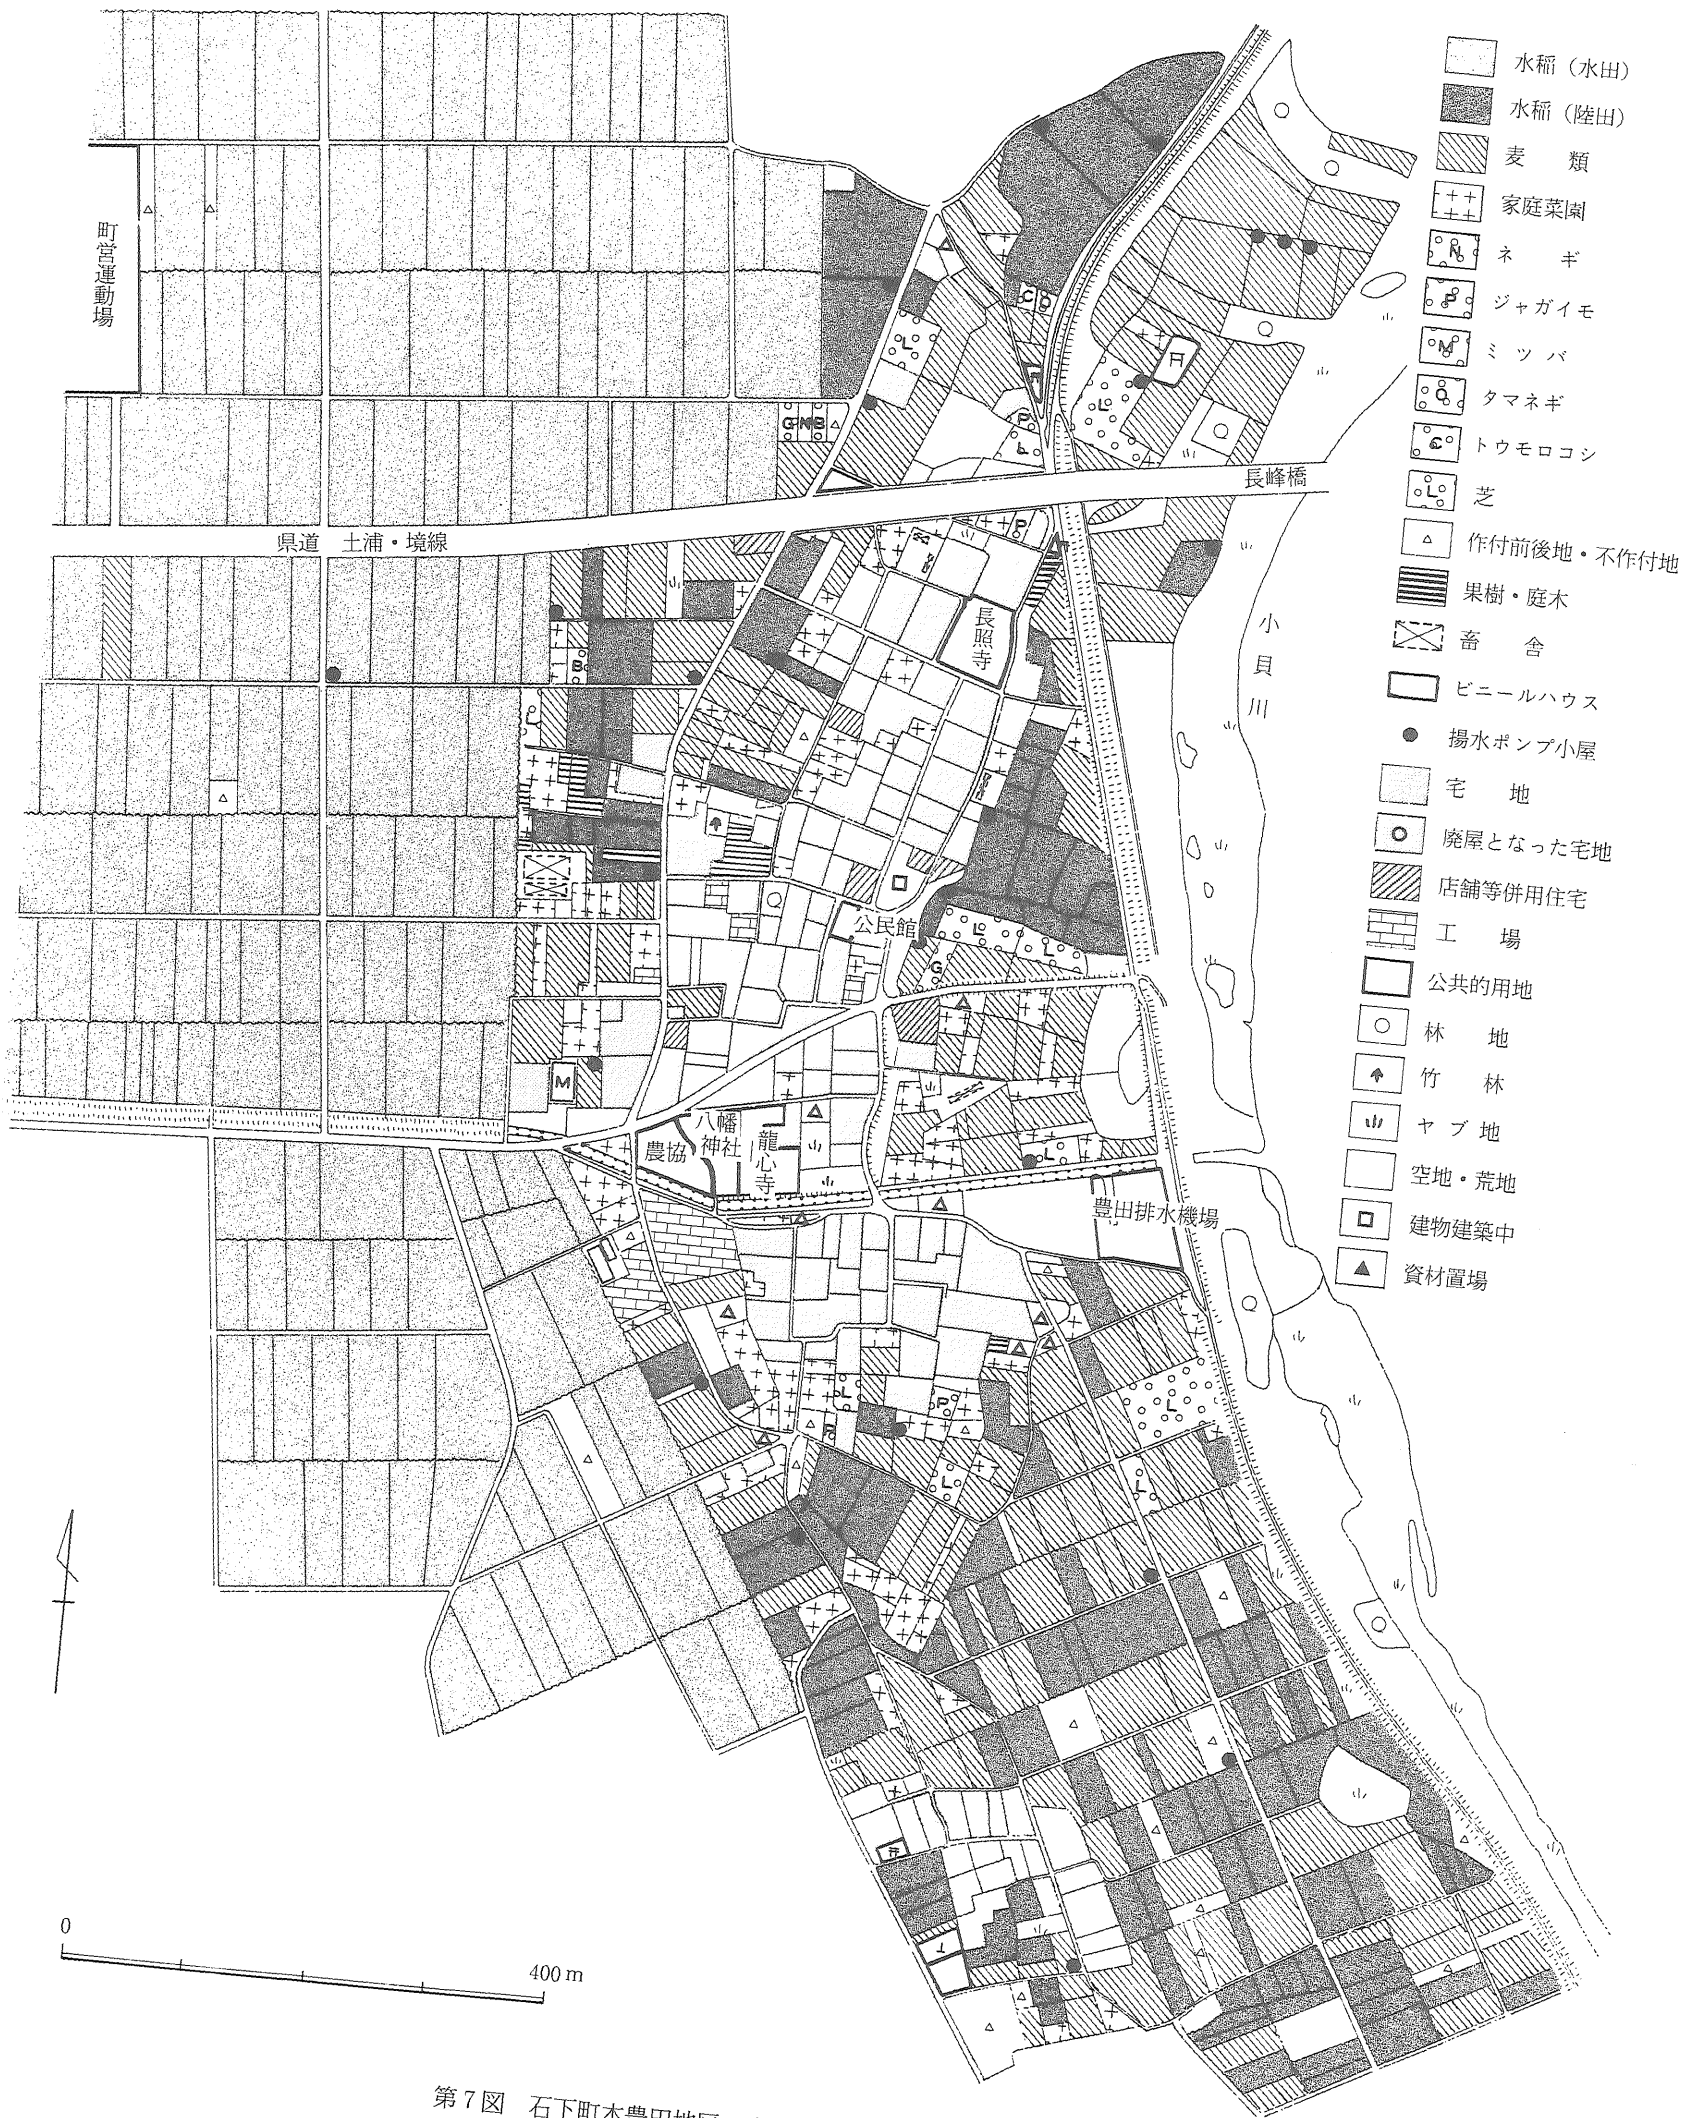 水稲（水田）
水稲（陸田）
麦　　類
家庭菜園
N ネ　　ギ
P ジャガイモ
M ミ ツ バ
O タマネギ
C トウモロコシ
L 芝
作付前後地・不作付地
果樹・庭木
畜　　舎
ビニールハウス
揚水ポンプ小屋
宅　　地
廃屋となった宅地
店舗等併用住宅
工　　場
公共的用地
林　　地
竹　　林
ヤ ブ 地
空地・荒地
建物建築中
資材置場
町営運動場
C O
L
L
P
G N B
長峰橋
県道　土浦・境線
P
長照寺
小貝川
B
L
公民館
L
L
G
M
八幡神社
農協
龍心寺
L
豊田排水機場
L
L
P
P
L
L
0
400 m
第7図　石下町本豊田地区